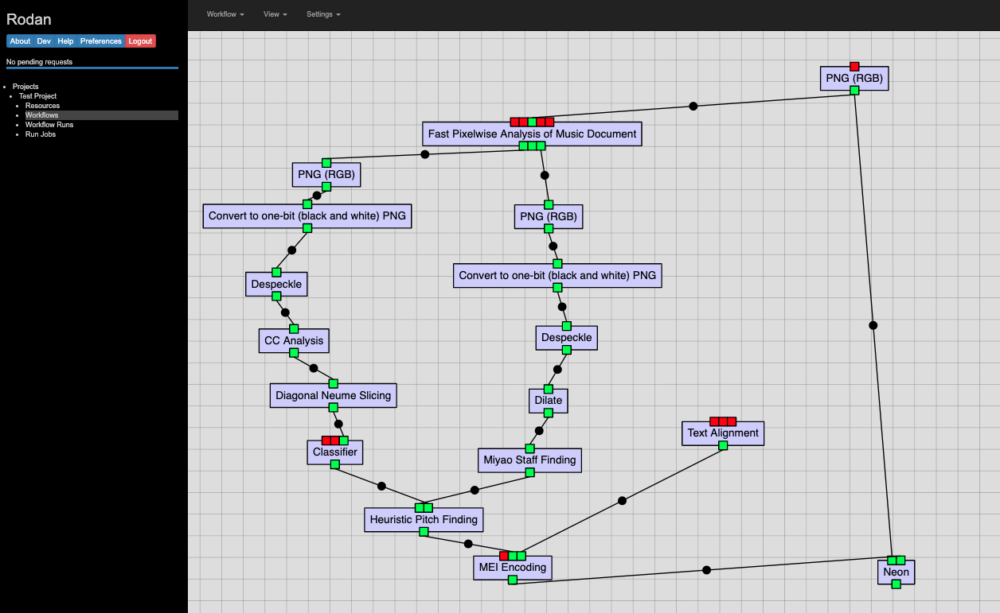 Rodan
About Dev Help Preferences Logout
No pending requests
Projects
Test Project
Resources
Workflows
Workflow Runs
Run Jobs
Workflow View Settings
PNG (RGB)
Fast Pixelwise Analysis of Music Document
PNG (RGB)
Convert to one-bit (black and white) PNG
PNG (RGB)
Convert to one-bit (black and white) PNG
Despeckle
CC Analysis
Despeckle
Diagonal Neume Slicing
Dilate
Text Alignment
Classifier
Miyao Staff Finding
Heuristic Pitch Finding
MEI Encoding
Neon